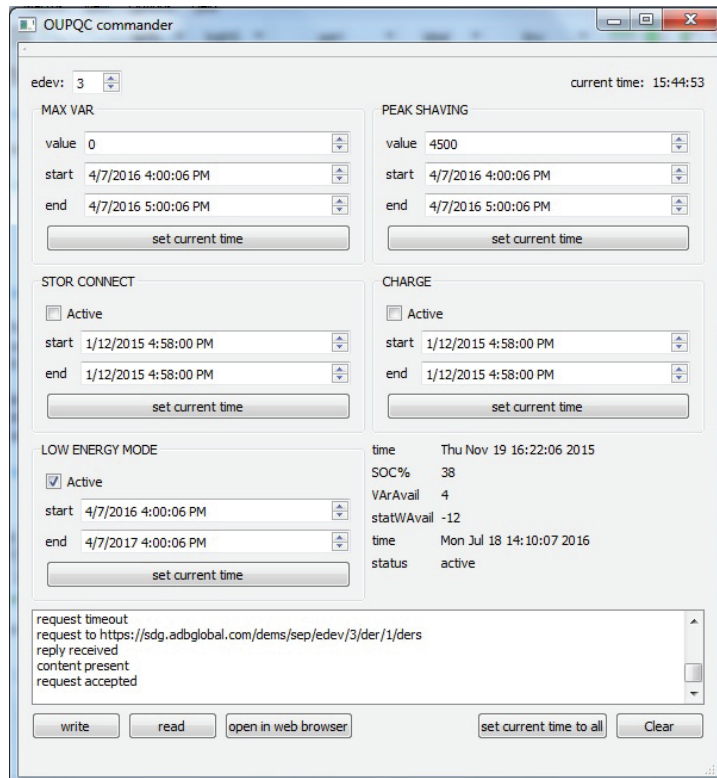 OUPQC commander
edev: 3
current time: 15:44:53
MAX VAR
value 0
start 4/7/2016 4:00:06 PM
end 4/7/2016 5:00:06 PM
set current time
PEAK SHAVING
value 4500
start 4/7/2016 4:00:06 PM
end 4/7/2016 5:00:06 PM
set current time
STOR CONNECT
Active
start 1/12/2015 4:58:00 PM
end 1/12/2015 4:58:00 PM
set current time
CHARGE
Active
start 1/12/2015 4:58:00 PM
end 1/12/2015 4:58:00 PM
set current time
LOW ENERGY MODE
Active
start 4/7/2016 4:00:06 PM
end 4/7/2017 4:00:06 PM
set current time
time Thu Nov 19 16:22:06 2015
SOC% 38
VArAvail 4
statWAvail -12
time Mon Jul 18 14:10:07 2016
status active
request timeout
request to https://sdg.adbglobal.com/dems/sep/edev/3/der/1/ders
reply received
content present
request accepted
write read open in web browser set current time to all Clear